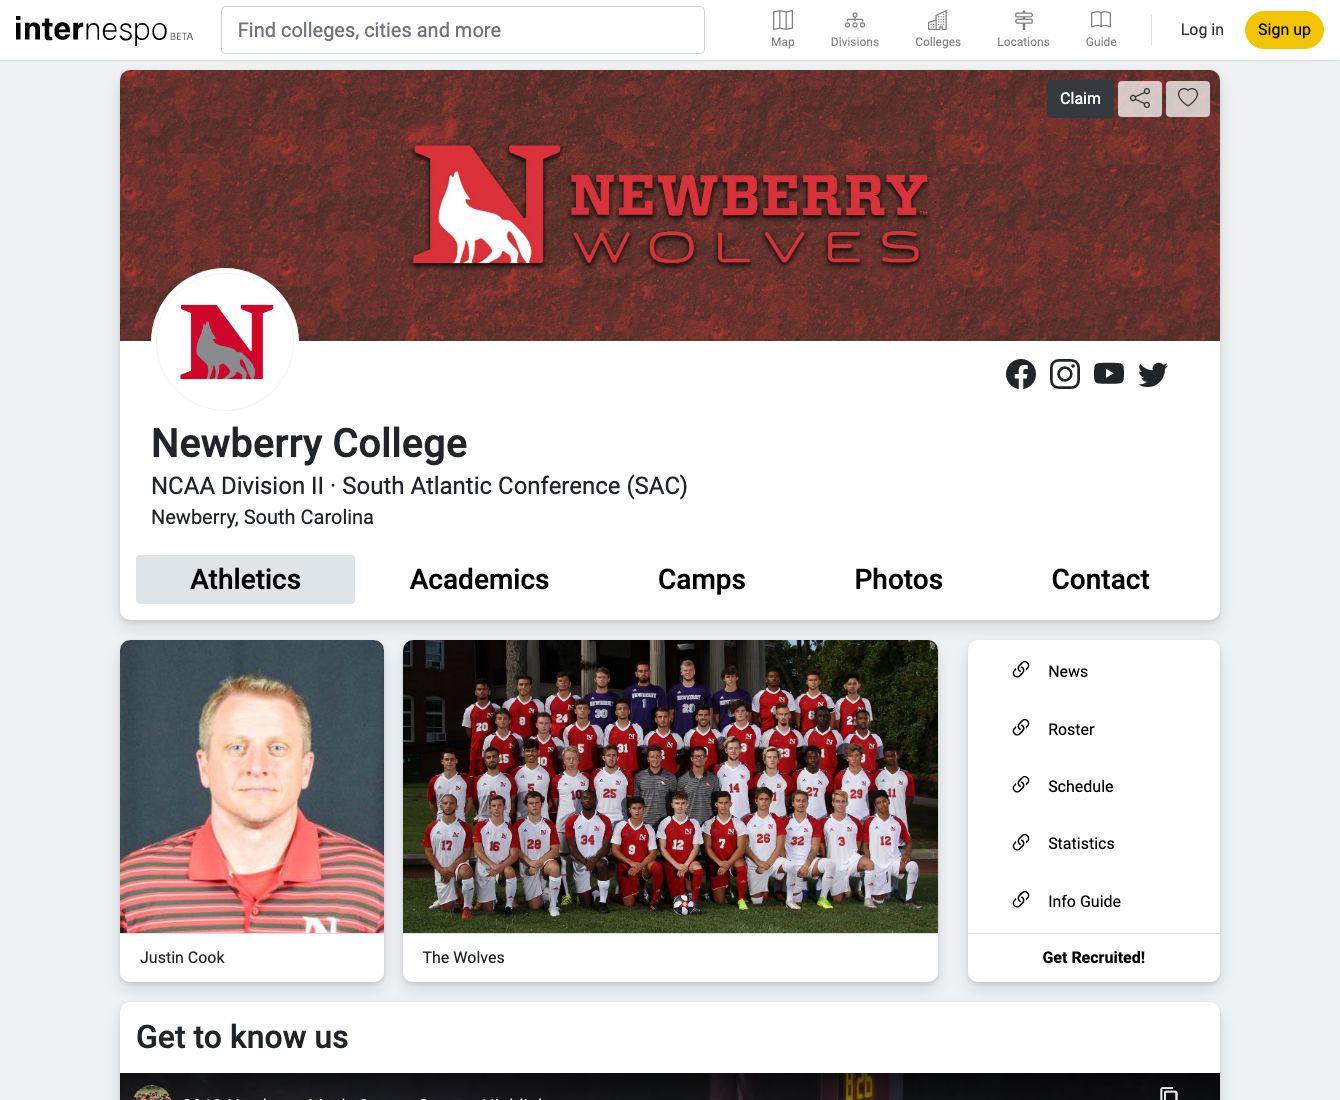 internespo BETA
Find colleges, cities and more
Map
Divisions
Colleges
Locations
Guide
Log in
Sign up
Claim
N NEWBERRY
WOLVES
N
Newberry College
NCAA Division II · South Atlantic Conference (SAC)
Newberry, South Carolina
Athletics
Academics
Camps
Photos
Contact
Justin Cook
The Wolves
News
Roster
Schedule
Statistics
Info Guide
Get Recruited!
Get to know us